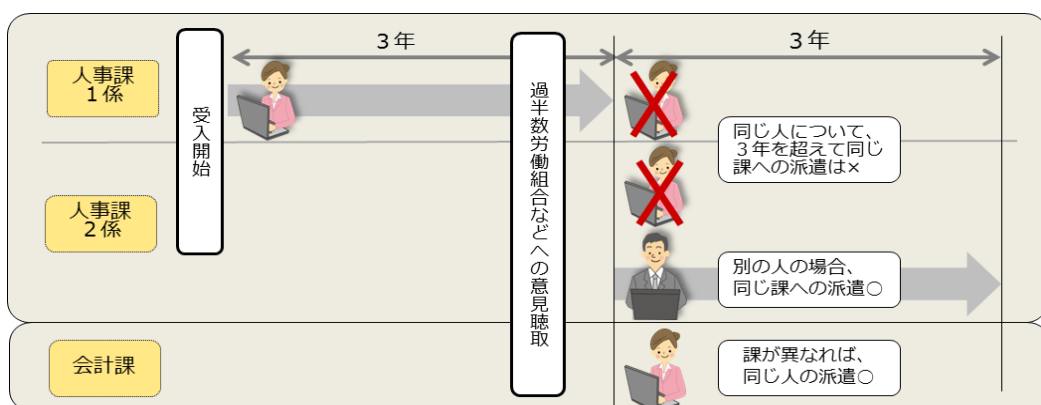 ３年
３年
人事課
１係
受入開始
過半数労働組合などへの意見聴取
同じ人について、
３年を超えて同じ
課への派遣は×
人事課
２係
別の人の場合、
同じ課への派遣○
会計課
課が異なれば、
同じ人の派遣○